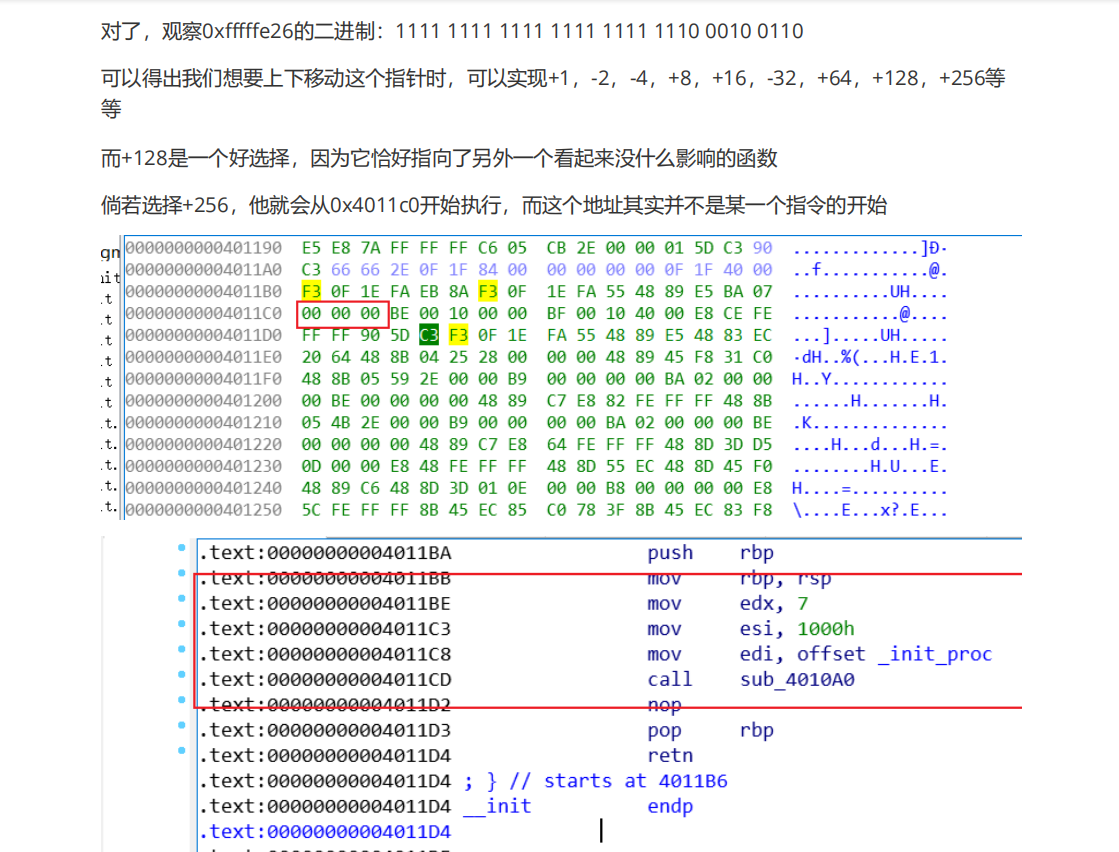 对了，观察0xfffffe26的二进制：1111 1111 1111 1111 1111 1110 0010 0110
可以得出我们想要上下移动这个指针时，可以实现+1，-2，-4，+8，+16，-32，+64，+128，+256等
等
而+128是一个好选择，因为它恰好指向了另外一个看起来没什么影响的函数
倘若选择+256，他就会从0x4011c0开始执行，而这个地址其实并不是某一个指令的开始
0000000000401190 E5 E8 7A FF FF FF C6 05 CB 2E 00 00 01 5D C3 90 .............]Ð·
00000000004011A0 C3 66 66 2E 0F 1F 84 00 00 00 00 00 0F 1F 40 00 ..f...........@.
00000000004011B0 F3 0F 1E FA EB 8A F3 0F 1E FA 55 48 89 E5 BA 07 ..........UH....
00000000004011C0 00 00 00 BE 00 10 00 00 BF 00 10 40 00 E8 CE FE ...........@....
00000000004011D0 FF FF 90 5D C3 F3 0F 1E FA 55 48 89 E5 48 83 EC ...].....UH.....
00000000004011E0 20 64 48 8B 04 25 28 00 00 00 48 89 45 F8 31 C0 ·dH..%(...H.E.1.
00000000004011F0 48 8B 05 59 2E 00 00 B9 00 00 00 00 BA 02 00 00 H..Y............
0000000000401200 00 BE 00 00 00 00 48 89 C7 E8 82 FE FF FF 48 8B ......H.......H.
0000000000401210 05 4B 2E 00 00 B9 00 00 00 00 BA 02 00 00 00 BE .K..............
0000000000401220 00 00 00 00 48 89 C7 E8 64 FE FF FF 48 8D 3D D5 ....H...d...H.=.
0000000000401230 0D 00 00 E8 48 FE FF FF 48 8D 55 EC 48 8D 45 F0 ........H.U...E.
0000000000401240 48 89 C6 48 8D 3D 01 0E 00 00 B8 00 00 00 00 E8 H....=..........
0000000000401250 5C FE FF FF 8B 45 EC 85 C0 78 3F 8B 45 EC 83 F8 \....E...x?.E...
.text:00000000004011BA push rbp
.text:00000000004011BB mov rbp, rsp
.text:00000000004011BE mov edx, 7
.text:00000000004011C3 mov esi, 1000h
.text:00000000004011C8 mov edi, offset _init_proc
.text:00000000004011CD call sub_4010A0
.text:00000000004011D2 nop
.text:00000000004011D3 pop rbp
.text:00000000004011D4 retn
.text:00000000004011D4 ; } // starts at 4011B6
.text:00000000004011D4 __init endp
.text:00000000004011D4